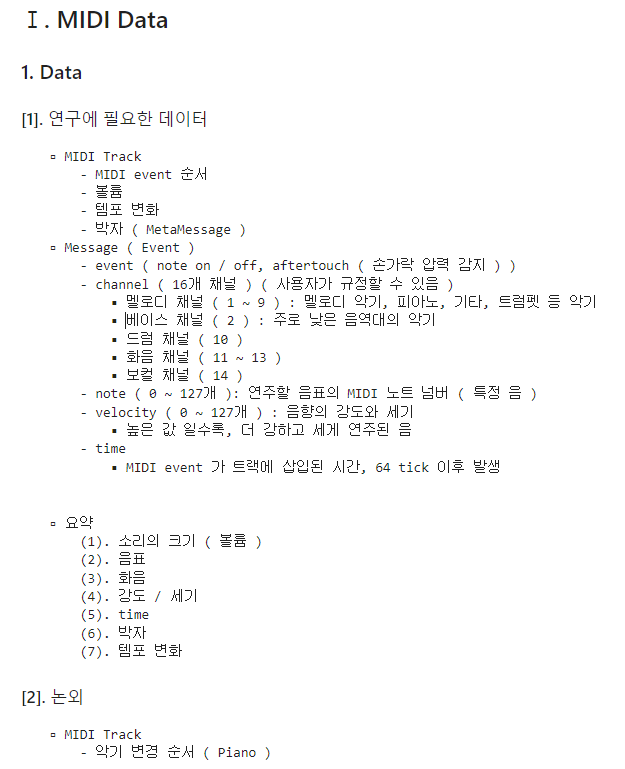 Ⅰ. MIDI Data
1. Data
[1]. 연구에 필요한 데이터
▫ MIDI Track
- MIDI event 순서
- 볼륨
- 템포 변화
- 박자 ( MetaMessage )
▫ Message ( Event )
- event ( note on / off, aftertouch ( 손가락 압력 감지 ) )
- channel ( 16개 채널 ) ( 사용자가 규정할 수 있음 )
▪ 멜로디 채널 ( 1 ~ 9 ) : 멜로디 악기, 피아노, 기타, 트럼펫 등 악기
▪ 베이스 채널 ( 2 ) : 주로 낮은 음역대의 악기
▪ 드럼 채널 ( 10 )
▪ 화음 채널 ( 11 ~ 13 )
▪ 보컬 채널 ( 14 )
- note ( 0 ~ 127개 ): 연주할 음표의 MIDI 노트 넘버 ( 특정 음 )
- velocity ( 0 ~ 127개 ) : 음향의 강도와 세기
▪ 높은 값 일수록, 더 강하고 세게 연주된 음
- time
▪ MIDI event 가 트랙에 삽입된 시간, 64 tick 이후 발생
▫ 요약
(1). 소리의 크기 ( 볼륨 )
(2). 음표
(3). 화음
(4). 강도 / 세기
(5). time
(6). 박자
(7). 템포 변화
[2]. 논외
▫ MIDI Track
- 악기 변경 순서 ( Piano )